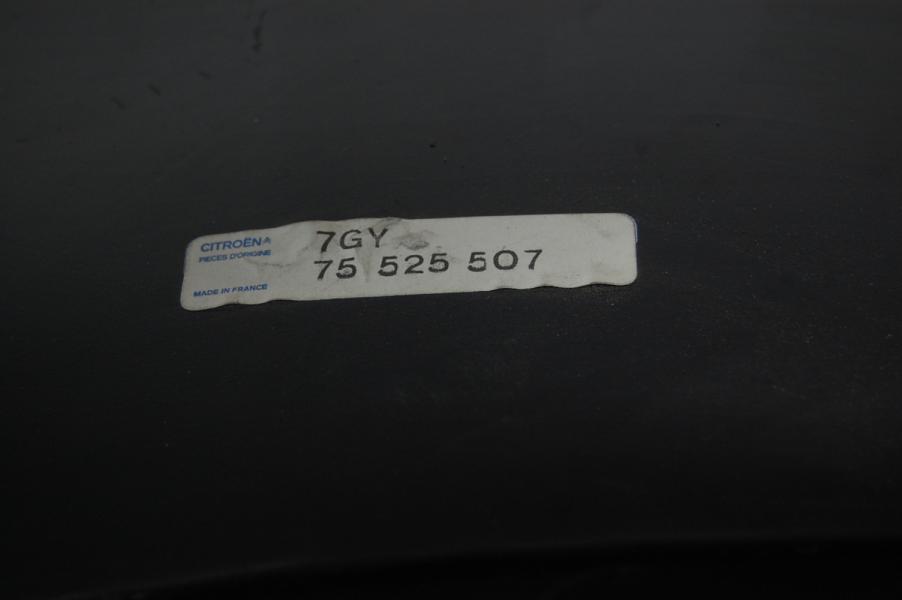 CITROËN
PIECES D'ORIGINE
MADE IN FRANCE
7GY
75 525 507